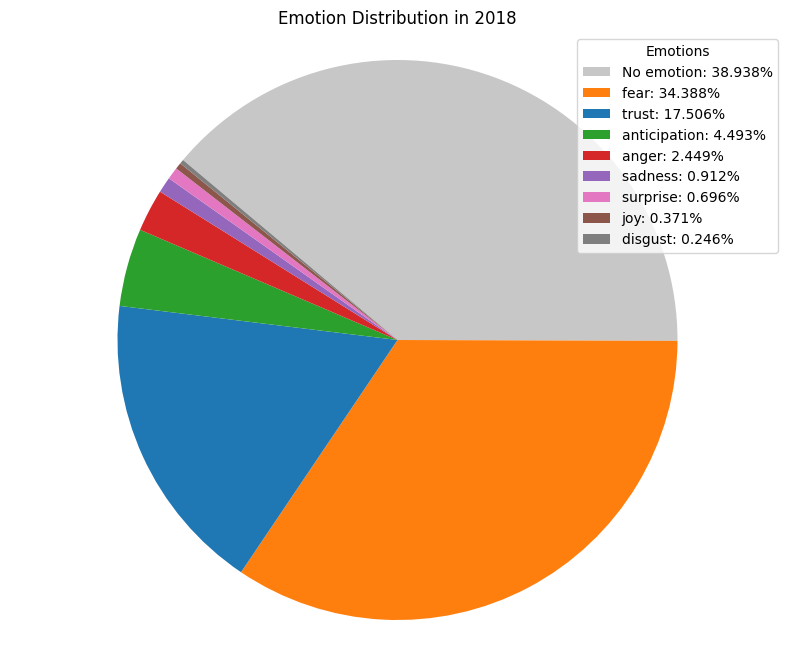 Emotion Distribution in 2018
Emotions
No emotion: 38.938%
fear: 34.388%
trust: 17.506%
anticipation: 4.493%
anger: 2.449%
sadness: 0.912%
surprise: 0.696%
joy: 0.371%
disgust: 0.246%